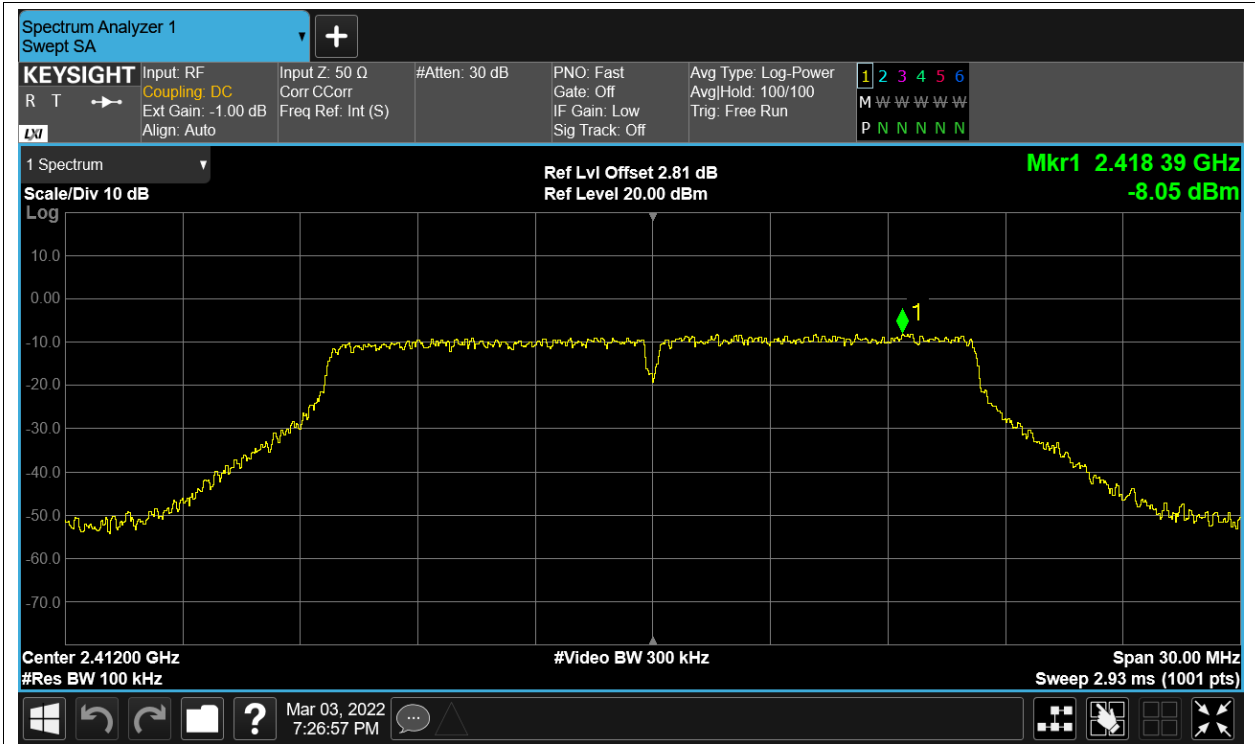 Spectrum Analyzer 1
Swept SA
KEYSIGHT
R T
LXI
Input: RF
Coupling: DC
Ext Gain: -1.00 dB
Align: Auto
Input Z: 50 Ω
Corr CCorr
Freq Ref: Int (S)
#Atten: 30 dB
PNO: Fast
Gate: Off
IF Gain: Low
Sig Track: Off
Avg Type: Log-Power
Avg|Hold: 100/100
Trig: Free Run
1 2 3 4 5 6
M W W W W W W
P N N N N N N
1 Spectrum
Scale/Div 10 dB
Log
Ref Lvl Offset 2.81 dB
Ref Level 20.00 dBm
Mkr1 2.418 39 GHz
-8.05 dBm
10.0
0.00
-10.0
-20.0
-30.0
-40.0
-50.0
-60.0
-70.0
1
Center 2.41200 GHz
#Res BW 100 kHz
#Video BW 300 kHz
Span 30.00 MHz
Sweep 2.93 ms (1001 pts)
?
Mar 03, 2022
7:26:57 PM